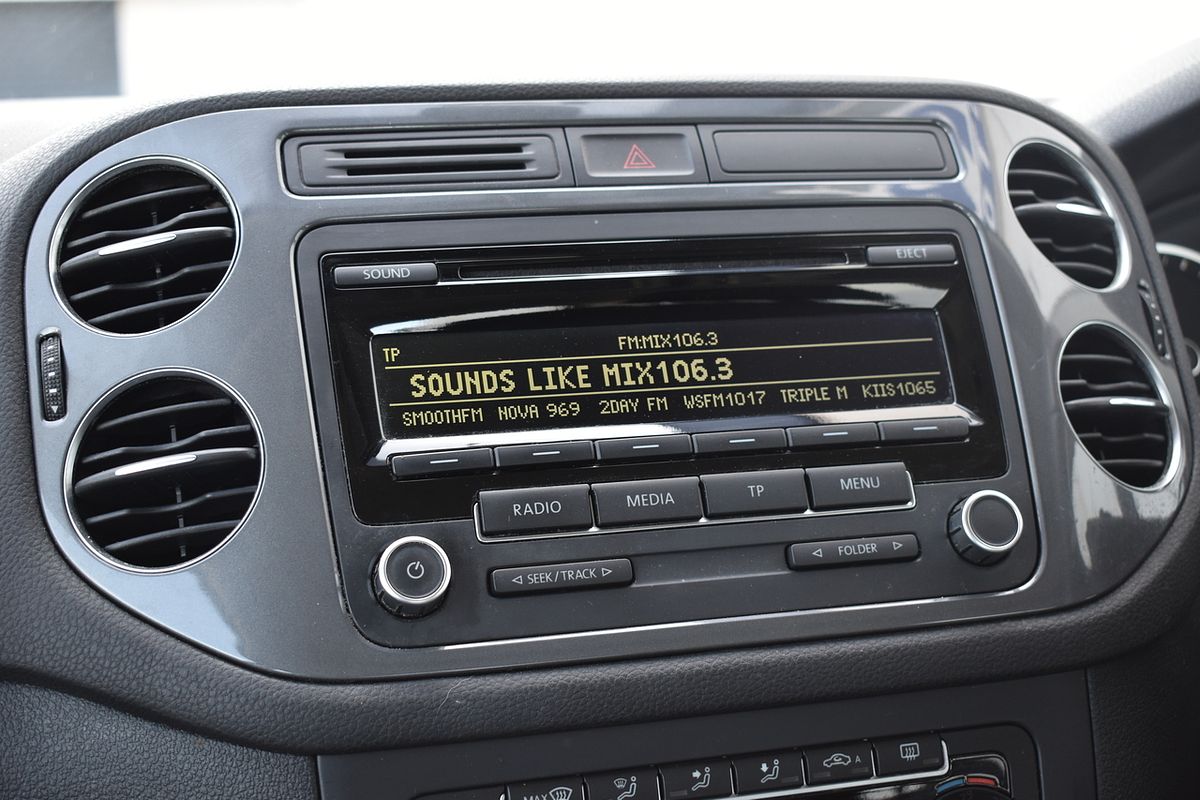 SOUND
EJECT
FM:MIX106.3
TP
SOUNDS LIKE MIX106.3
SMOOTHFM NOVA 969 2DAY FM WSFM1017 TRIPLE M KIIS1065
RADIO MEDIA TP MENU
SEEK/TRACK FOLDER
MAX A